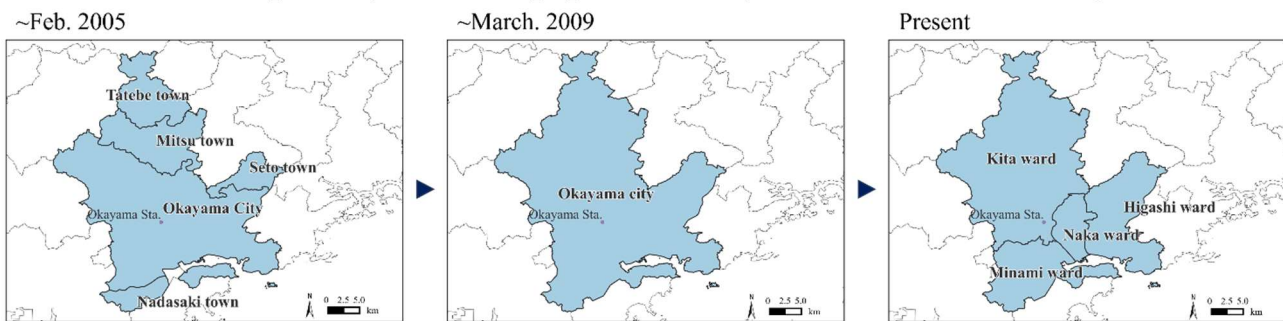 ~Feb. 2005
Tatebe town
Mitsu town
Seto town
Okayama City
Okayama Sta.
Nadasaki town
N
0 2.5 5.0
km
~March. 2009
Okayama city
Okayama Sta.
N
0 2.5 5.0
km
Present
Kita ward
Higashi ward
Okayama Sta.
Naka ward
Minami ward
N
0 2.5 5.0
km